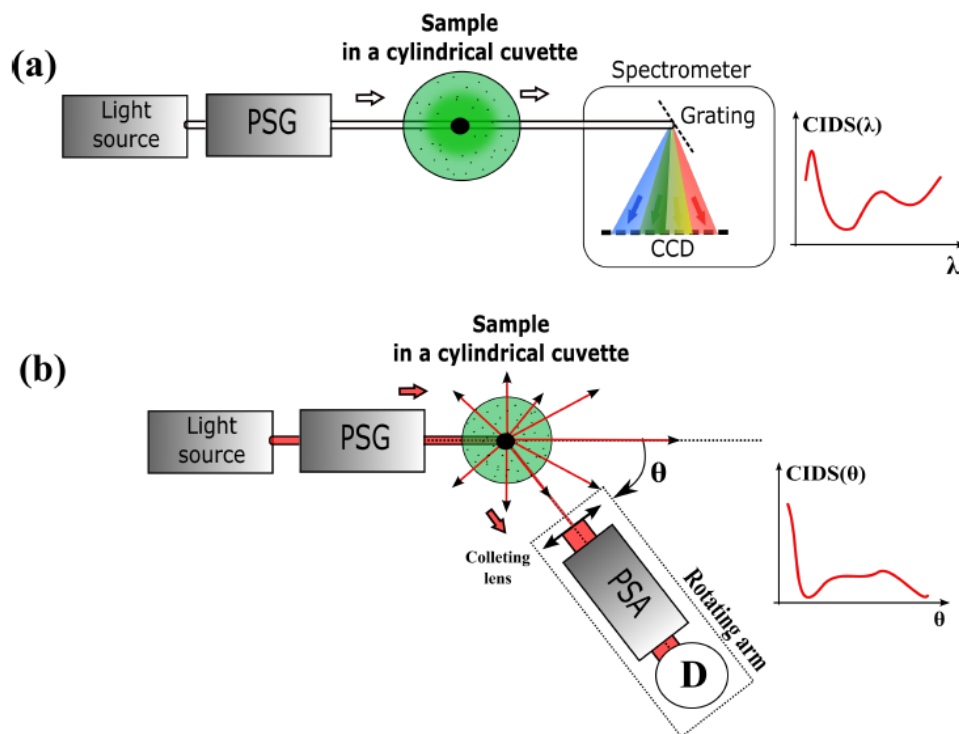 (a)
Sample
in a cylindrical cuvette
Light
source
PSG
Spectrometer
Grating
CCD
CIDS(λ)
λ
(b)
Sample
in a cylindrical cuvette
Light
source
PSG
θ
Colleting
lens
PSA
Rotating arm
D
CIDS(θ)
θ